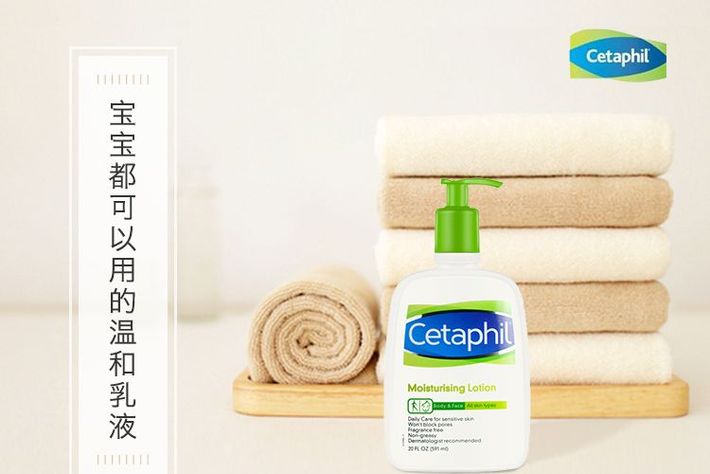 宝宝都可以用的温和乳液
Cetaphil
Cetaphil
Moisturising Lotion
Body & Face All skin types
Daily Care for sensitive skin
Won't block pores
Fragrance free
Non-greasy
Dermatologist recommended
20 FL OZ (591 ml)